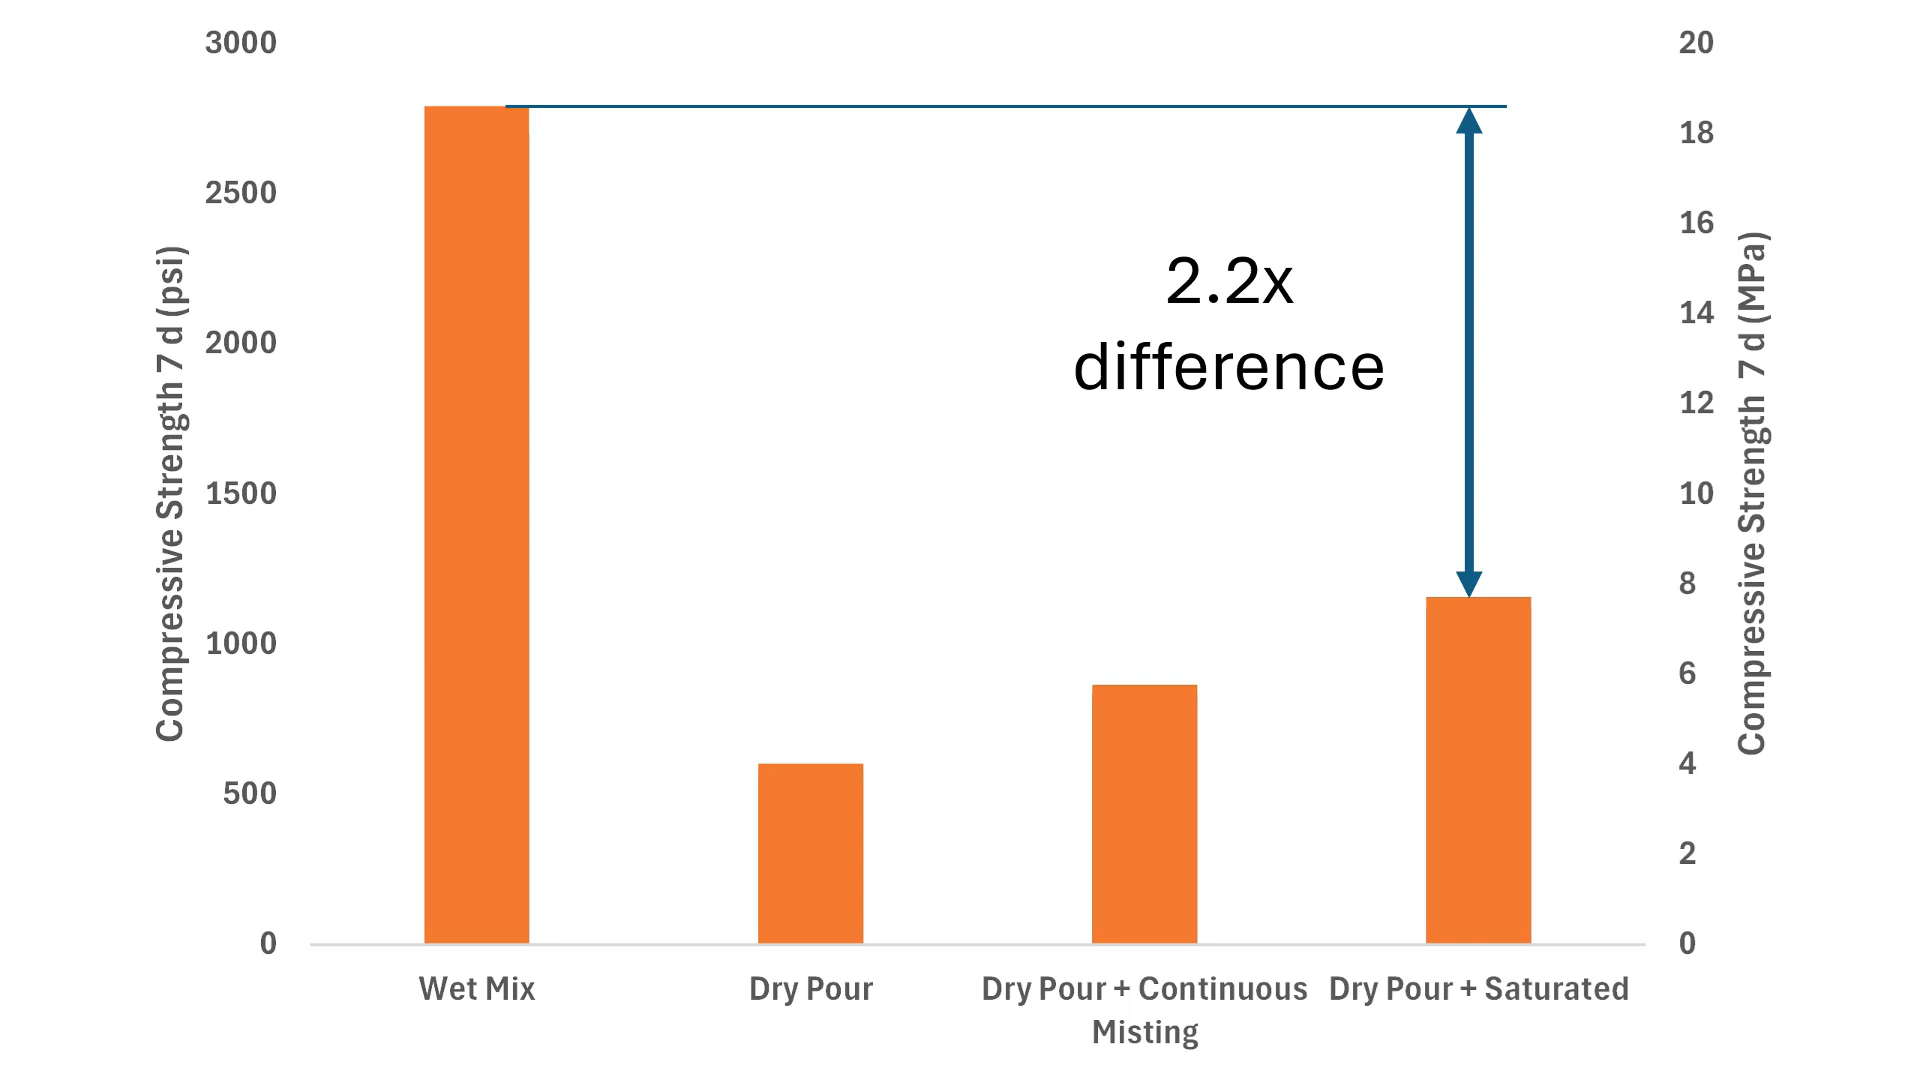 Compressive Strength 7 d (psi)
3000
2500
2000
1500
1000
500
0
2.2x
difference
20
18
16
14
12
10
8
6
4
2
0
Compressive Strength 7 d (MPa)
Wet Mix
Dry Pour
Dry Pour + Continuous
Misting
Dry Pour + Saturated